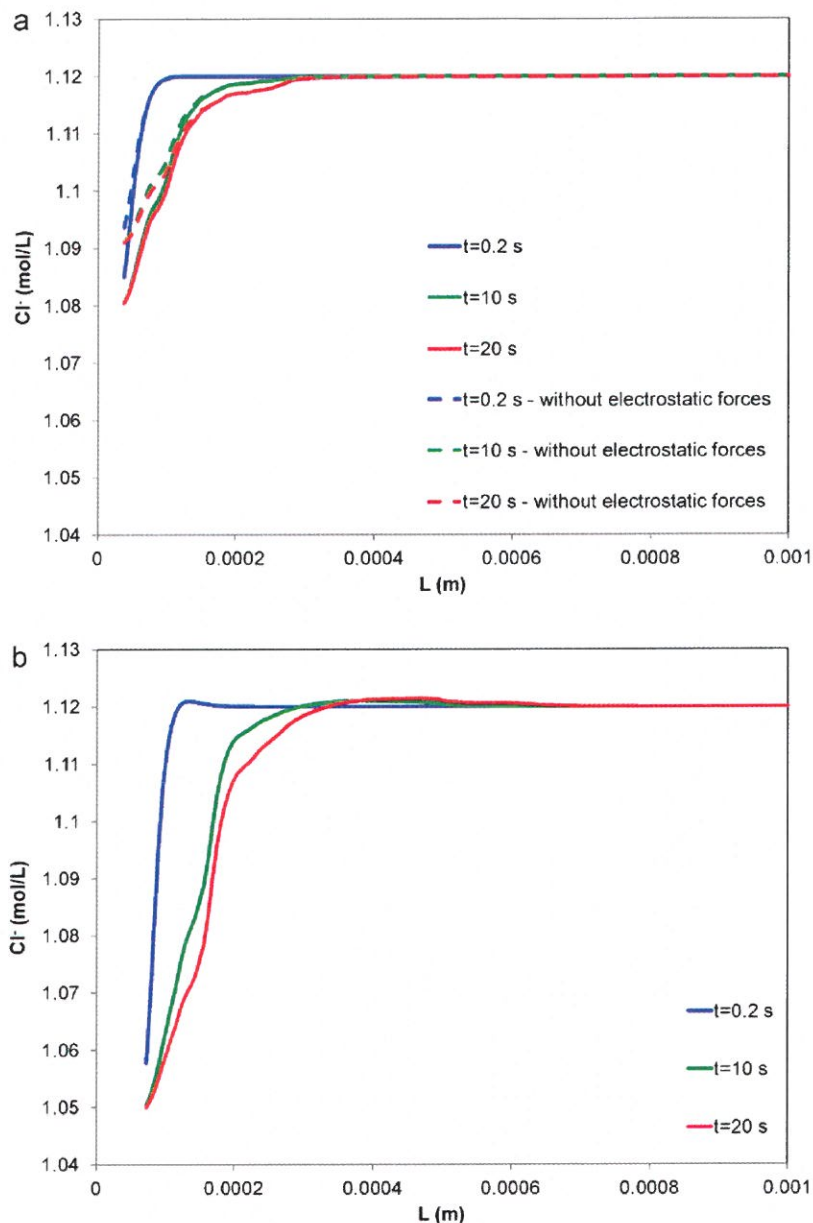 a
1.13
1.12
1.11
1.1
1.09
1.08
1.07
1.06
1.05
1.04
Cl- (mol/L)
t=0.2 s
t=10 s
t=20 s
t=0.2 s - without electrostatic forces
t=10 s - without electrostatic forces
t=20 s - without electrostatic forces
0 0.0002 0.0004 0.0006 0.0008 0.001
L (m)
b
1.13
1.12
1.11
1.1
1.09
1.08
1.07
1.06
1.05
1.04
Cl- (mol/L)
t=0.2 s
t=10 s
t=20 s
0 0.0002 0.0004 0.0006 0.0008 0.001
L (m)